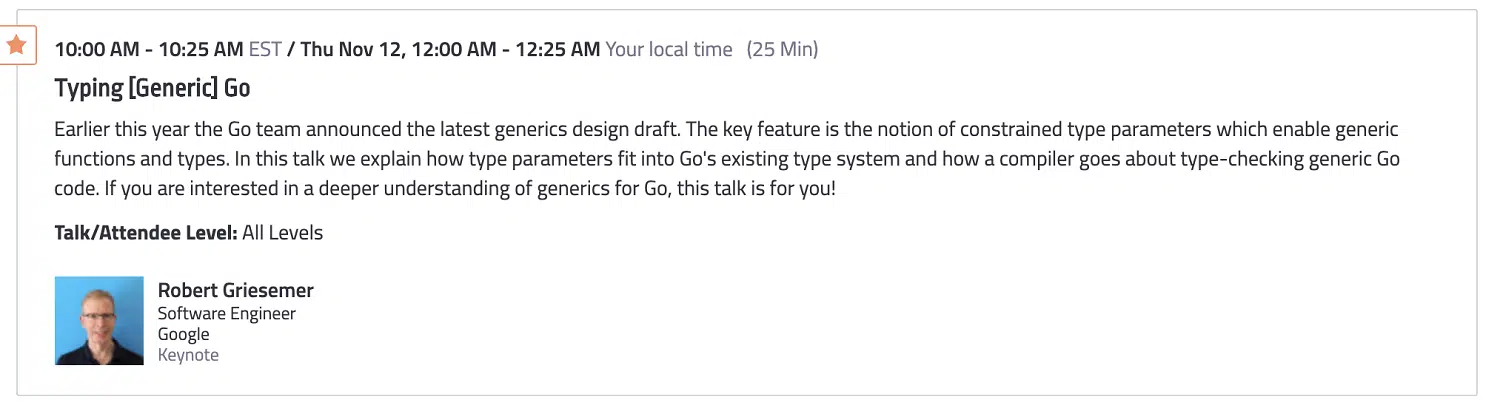 10:00 AM - 10:25 AM EST / Thu Nov 12, 12:00 AM - 12:25 AM Your local time (25 Min)
Typing [Generic] Go
Earlier this year the Go team announced the latest generics design draft. The key feature is the notion of constrained type parameters which enable generic
functions and types. In this talk we explain how type parameters fit into Go's existing type system and how a compiler goes about type-checking generic Go
code. If you are interested in a deeper understanding of generics for Go, this talk is for you!
Talk/Attendee Level: All Levels
Robert Griesemer
Software Engineer
Google
Keynote